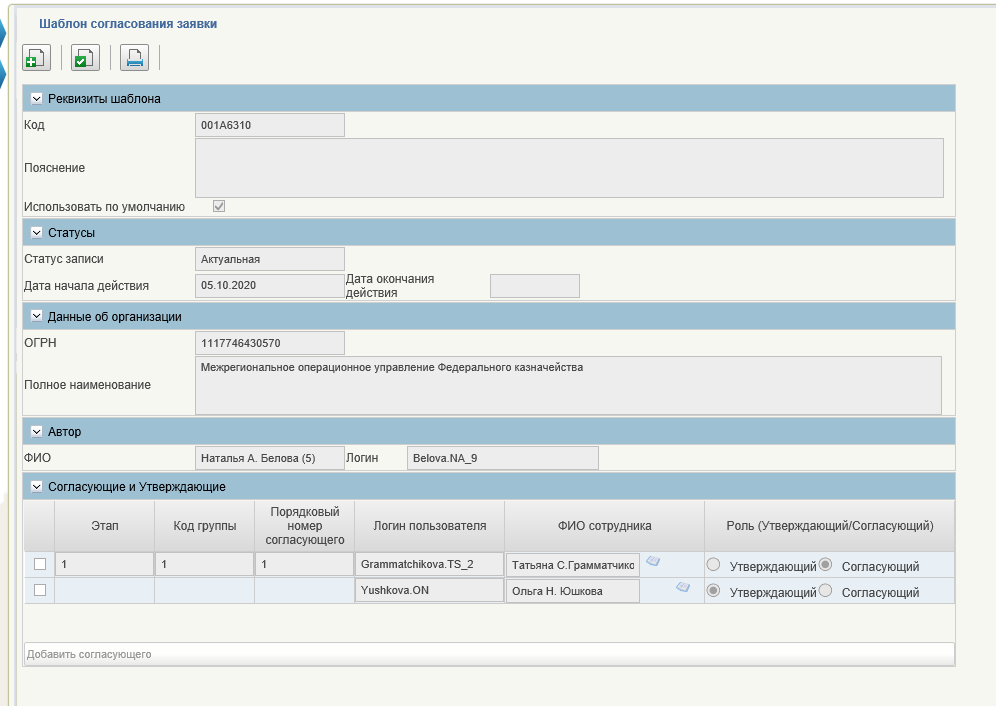 Шаблон согласования заявки
Реквизиты шаблона
Код 001A6310
Пояснение
Использовать по умолчанию
Статусы
Статус записи Актуальная
Дата начала действия 05.10.2020 Дата окончания
действия
Данные об организации
ОГРН 1117746430570
Полное наименование Межрегиональное операционное управление Федерального казначейства
Автор
ФИО Наталья А. Белова (5) Логин Belova.NA_9
Согласующие и Утверждающие
Этап Код группы Порядковый номер согласующего Логин пользователя ФИО сотрудника Роль (Утверждающий/Согласующий)
1 1 1 Grammatchikova.TS_2 Татьяна С.Грамматчико Утверждающий Согласующий
Yushkova.ON Ольга Н. Юшкова Утверждающий Согласующий
Добавить согласующего